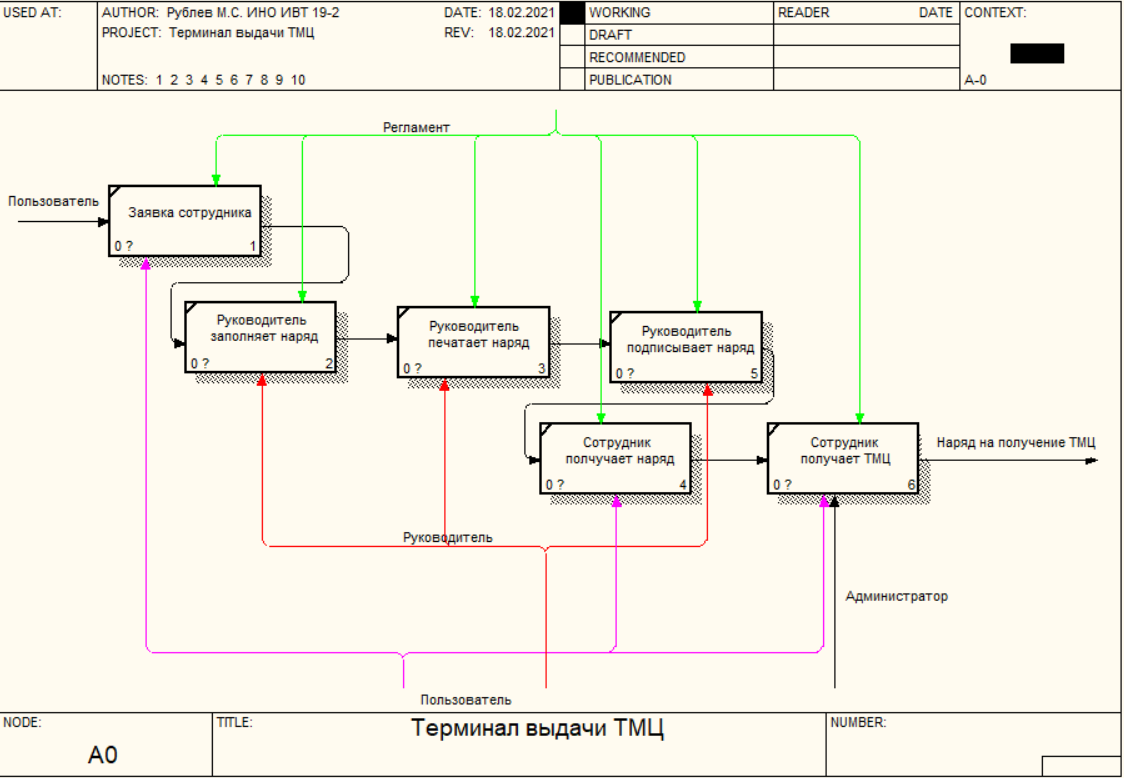 USED AT:
AUTHOR: Рублев М.С. ИНО ИВТ 19-2
DATE: 18.02.2021
PROJECT: Терминал выдачи ТМЦ
REV: 18.02.2021
NOTES: 1 2 3 4 5 6 7 8 9 10
WORKING
DRAFT
RECOMMENDED
PUBLICATION
READER
DATE
CONTEXT:
A-0
Регламент
Пользователь
Заявка сотрудника
0 ?
1
Руководитель
заполняет наряд
0 ?
2
Руководитель
печатает наряд
0 ?
3
Руководитель
подписывает наряд
0 ?
5
Сотрудник
полчучает наряд
0 ?
4
Сотрудник
получает ТМЦ
0 ?
6
Наряд на получение ТМЦ
Руководитель
Администратор
Пользователь
NODE:
A0
TITLE:
Терминал выдачи ТМЦ
NUMBER: